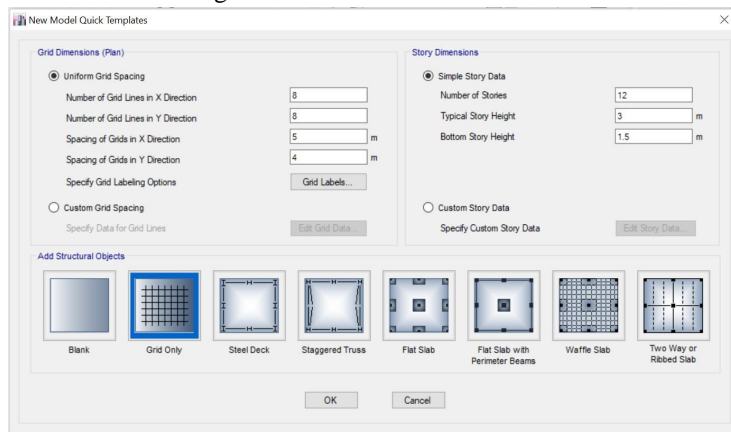 New Model Quick Templates
Grid Dimensions (Plan)
Uniform Grid Spacing
Number of Grid Lines in X Direction 8
Number of Grid Lines in Y Direction 8
Spacing of Grids in X Direction 5 m
Spacing of Grids in Y Direction 4 m
Specify Grid Labeling Options Grid Labels...
Custom Grid Spacing
Specify Data for Grid Lines Edit Grid Data...
Story Dimensions
Simple Story Data
Number of Stories 12
Typical Story Height 3 m
Bottom Story Height 1.5 m
Custom Story Data
Specify Custom Story Data Edit Story Data...
Add Structural Objects
Blank
Grid Only
Steel Deck
Staggered Truss
Flat Slab
Flat Slab with
Perimeter Beams
Waffle Slab
Two Way or
Ribbed Slab
OK Cancel